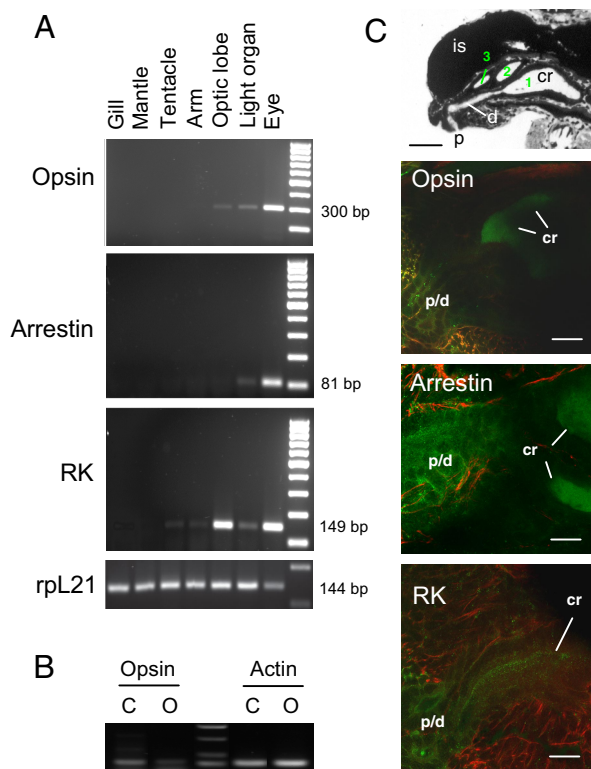 A
Gill Mantle Tentacle Arm Optic lobe Light organ Eye
Opsin
300 bp
Arrestin
81 bp
RK
149 bp
rpL21
144 bp
B
Opsin Actin
C O C O
C
is
3 2 cr
1
d
p
Opsin
cr
p/d
Arrestin
p/d
cr
RK
cr
p/d